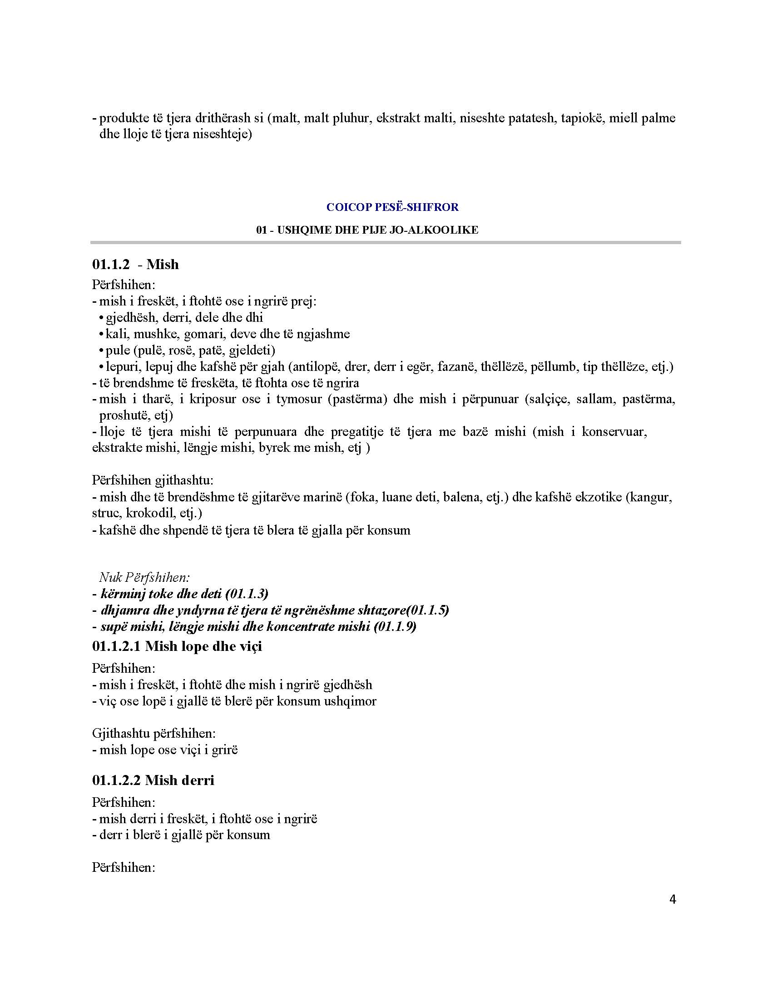 - produkte të tjera drithërash si (malt, malt pluhur, ekstrakt malti, niseshte patatesh, tapiokë, miell palme
dhe lloje të tjera niseshteje)
COICOP PESË-SHIFROR
01 - USHQIME DHE PIJE JO-ALKOOLIKE
01.1.2 - Mish
Përfshihen:
- mish i freskët, i ftohtë ose i ngrirë prej:
• gjedhësh, derri, dele dhe dhi
• kali, mushke, gomari, deve dhe të ngjashme
• pule (pulë, rosë, patë, gjeldeti)
• lepuri, lepuj dhe kafshë për gjah (antilopë, drer, derr i egër, fazanë, thëllëzë, pëllumb, tip thëllëze, etj.)
- të brendshme të freskëta, të ftohta ose të ngrira
- mish i tharë, i kriposur ose i tymosur (pastërma) dhe mish i përpunuar (salçiçe, sallam, pastërma,
proshutë, etj)
- lloje të tjera mishi të perpunuara dhe pregatitje të tjera me bazë mishi (mish i konservuar,
ekstrakte mishi, lëngje mishi, byrek me mish, etj )
Përfshihen gjithashtu:
- mish dhe të brendëshme të gjitarëve marinë (foka, luane deti, balena, etj.) dhe kafshë ekzotike (kangur,
struc, krokodil, etj.)
- kafshë dhe shpendë të tjera të blera të gjalla për konsum
Nuk Përfshihen:
- kërminj toke dhe deti (01.1.3)
- dhjamra dhe yndyrna të tjera të ngrënëshme shtazore(01.1.5)
- supë mishi, lëngje mishi dhe koncentrate mishi (01.1.9)
01.1.2.1 Mish lope dhe viçi
Përfshihen:
- mish i freskët, i ftohtë dhe mish i ngrirë gjedhësh
- viç ose lopë i gjallë të blerë për konsum ushqimor
Gjithashtu përfshihen:
- mish lope ose viçi i grirë
01.1.2.2 Mish derri
Përfshihen:
- mish derri i freskët, i ftohtë ose i ngrirë
- derr i blerë i gjallë për konsum
Përfshihen:
4